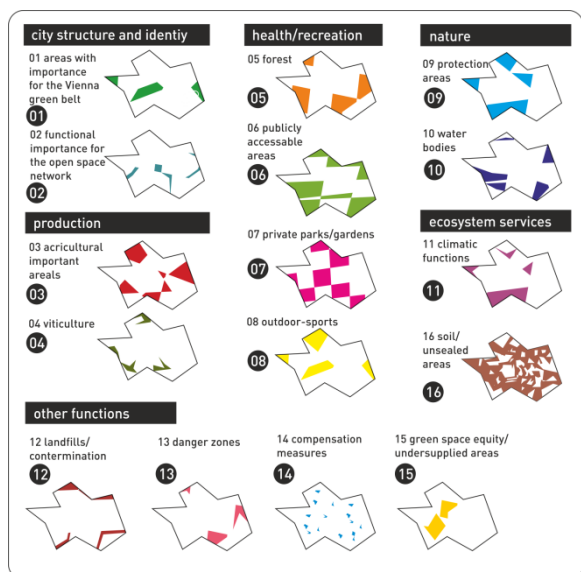 city structure and identiy
01 areas with
importance
for the Vienna
green belt
01
02 functional
importance for
the open space
network
02
production
03 acricultural
important
areals
03
04 viticulture
04
health/recreation
05 forest
05
06 publicly
accessable
areas
06
07 private parks/gardens
07
08 outdoor-sports
08
nature
09 protection
areas
09
10 water
bodies
10
ecosystem services
11 climatic
functions
11
16 soil/
unsealed
areas
16
other functions
12 landfills/
contermination
12
13 danger zones
13
14 compensation
measures
14
15 green space equity/
undersupplied areas
15